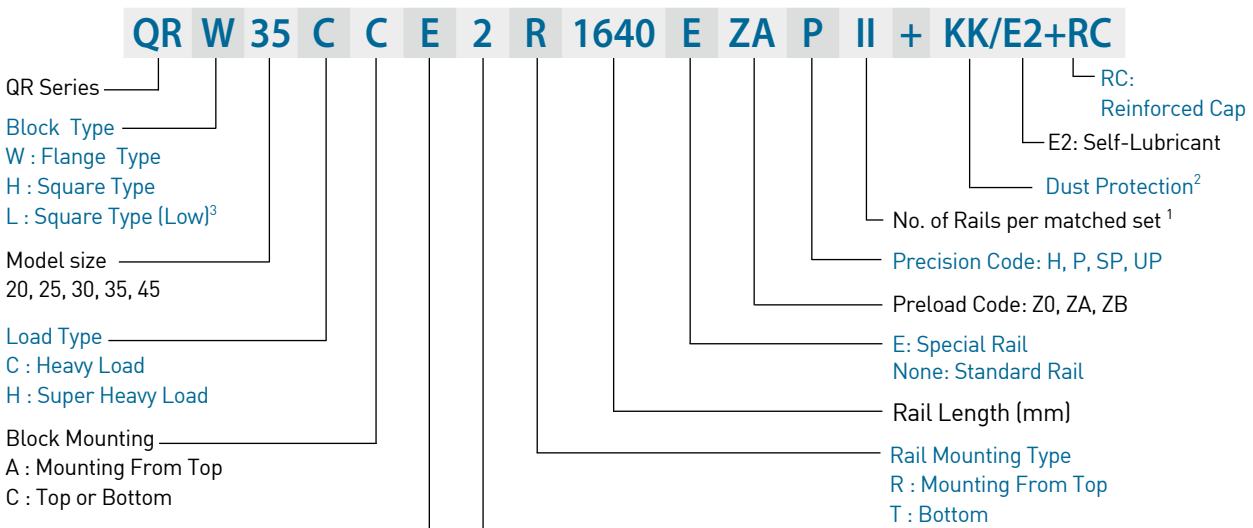 QR W 35 C C E 2 R 1640 E ZA P II + KK/E2+RC
QR Series
Block Type
W : Flange Type
H : Square Type
L : Square Type (Low)3
Model size
20, 25, 30, 35, 45
Load Type
C : Heavy Load
H : Super Heavy Load
Block Mounting
A : Mounting From Top
C : Top or Bottom
RC:
Reinforced Cap
E2: Self-Lubricant
Dust Protection2
No. of Rails per matched set 1
Precision Code: H, P, SP, UP
Preload Code: Z0, ZA, ZB
E: Special Rail
None: Standard Rail
Rail Length (mm)
Rail Mounting Type
R : Mounting From Top
T : Bottom